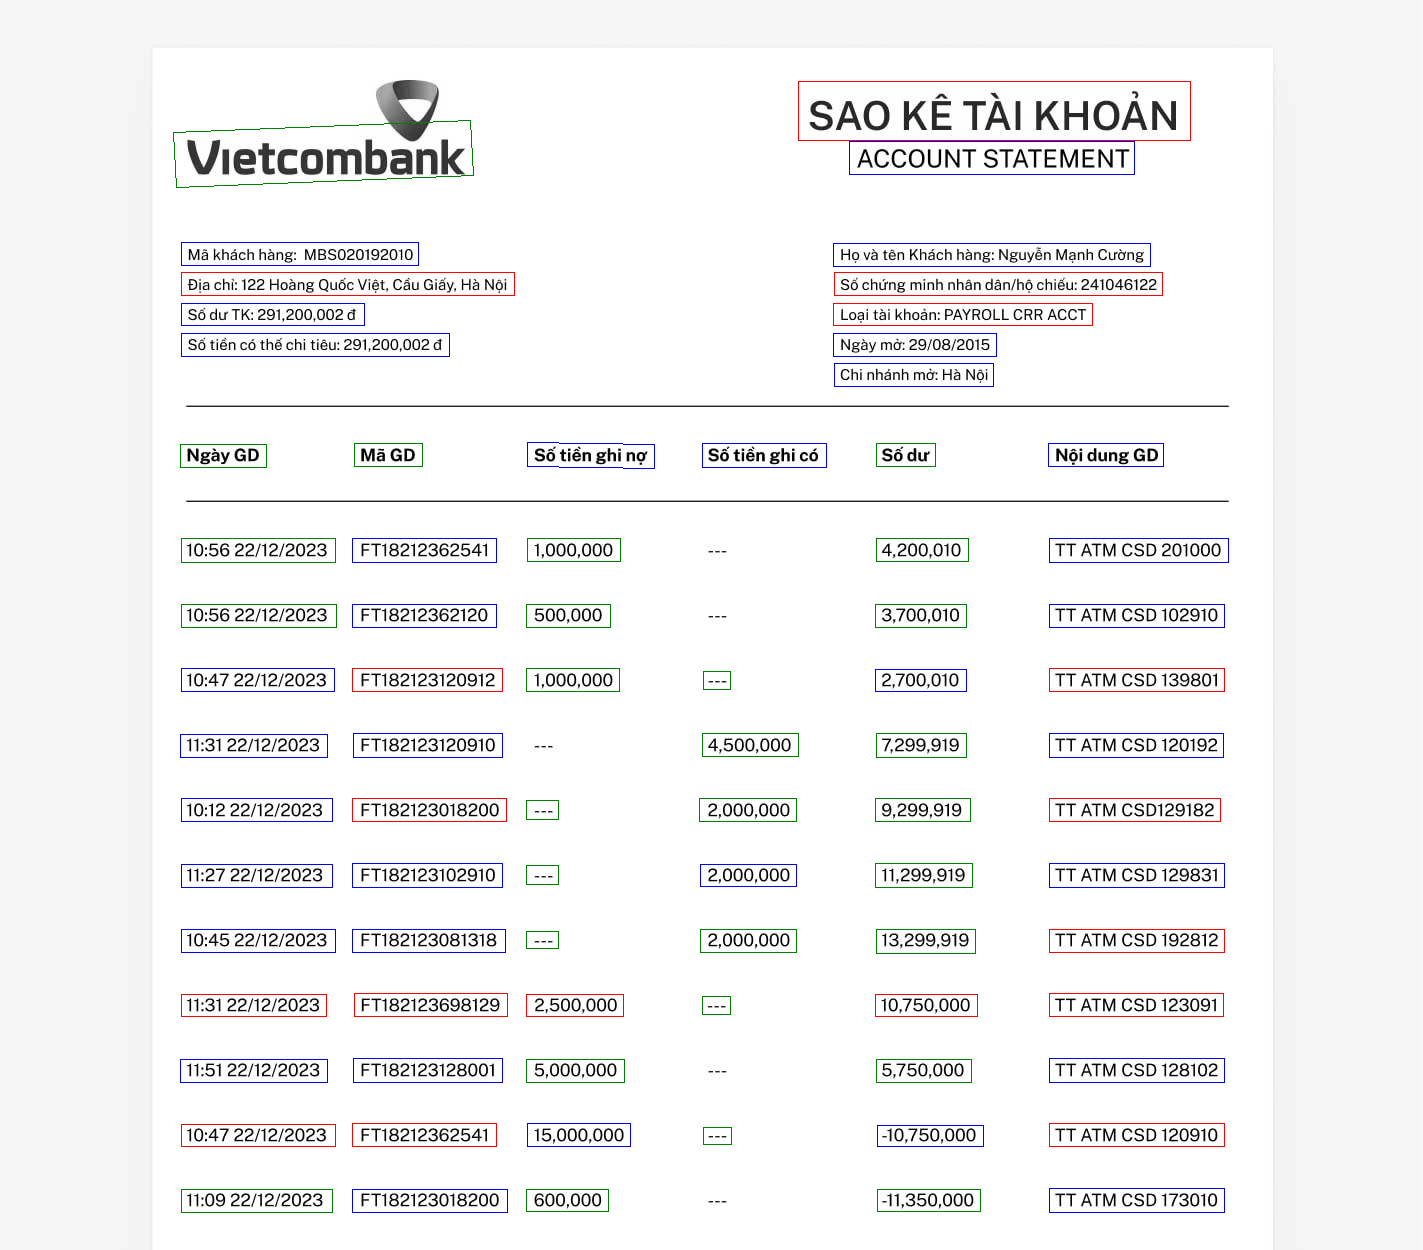 Vietcombank
SAO KÊ TÀI KHOẢN
ACCOUNT STATEMENT
Mã khách hàng: MBS020192010
Địa chỉ: 122 Hoàng Quốc Việt, Cầu Giấy, Hà Nội
Số dư TK: 291,200,002 đ
Số tiền có thể chi tiêu: 291,200,002 đ
Họ và tên Khách hàng: Nguyễn Mạnh Cường
Số chứng minh nhân dân/hộ chiếu: 241046122
Loại tài khoản: PAYROLL CRR ACCT
Ngày mở: 29/08/2015
Chi nhánh mở: Hà Nội
Ngày GD Mã GD Số tiền ghi nợ Số tiền ghi có Số dư Nội dung GD
10:56 22/12/2023 FT18212362541 1,000,000 --- 4,200,010 TT ATM CSD 201000
10:56 22/12/2023 FT18212362120 500,000 --- 3,700,010 TT ATM CSD 102910
10:47 22/12/2023 FT182123120912 1,000,000 --- 2,700,010 TT ATM CSD 139801
11:31 22/12/2023 FT182123120910 --- 4,500,000 7,299,919 TT ATM CSD 120192
10:12 22/12/2023 FT182123018200 --- 2,000,000 9,299,919 TT ATM CSD129182
11:27 22/12/2023 FT182123102910 --- 2,000,000 11,299,919 TT ATM CSD 129831
10:45 22/12/2023 FT182123081318 --- 2,000,000 13,299,919 TT ATM CSD 192812
11:31 22/12/2023 FT182123698129 2,500,000 --- 10,750,000 TT ATM CSD 123091
11:51 22/12/2023 FT182123128001 5,000,000 --- 5,750,000 TT ATM CSD 128102
10:47 22/12/2023 FT18212362541 15,000,000 --- -10,750,000 TT ATM CSD 120910
11:09 22/12/2023 FT182123018200 600,000 --- -11,350,000 TT ATM CSD 173010